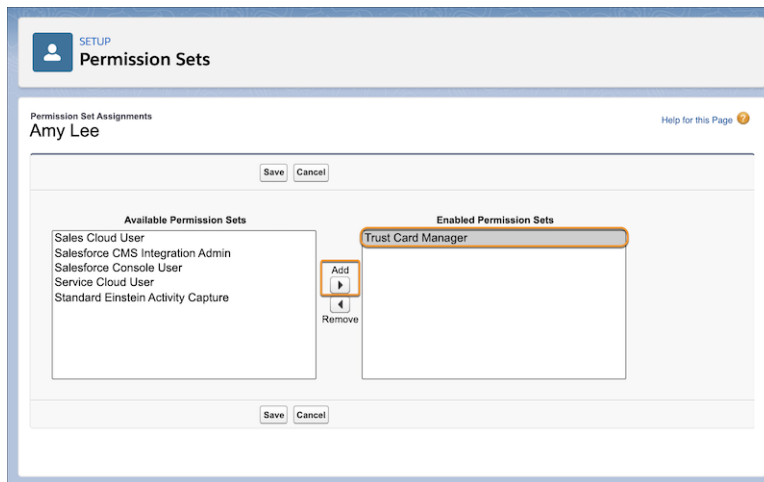 SETUP
Permission Sets
Permission Set Assignments
Amy Lee
Help for this Page ?
Save Cancel
Available Permission Sets
Enabled Permission Sets
Sales Cloud User
Salesforce CMS Integration Admin
Salesforce Console User
Service Cloud User
Standard Einstein Activity Capture
Add
Remove
Trust Card Manager
Save Cancel